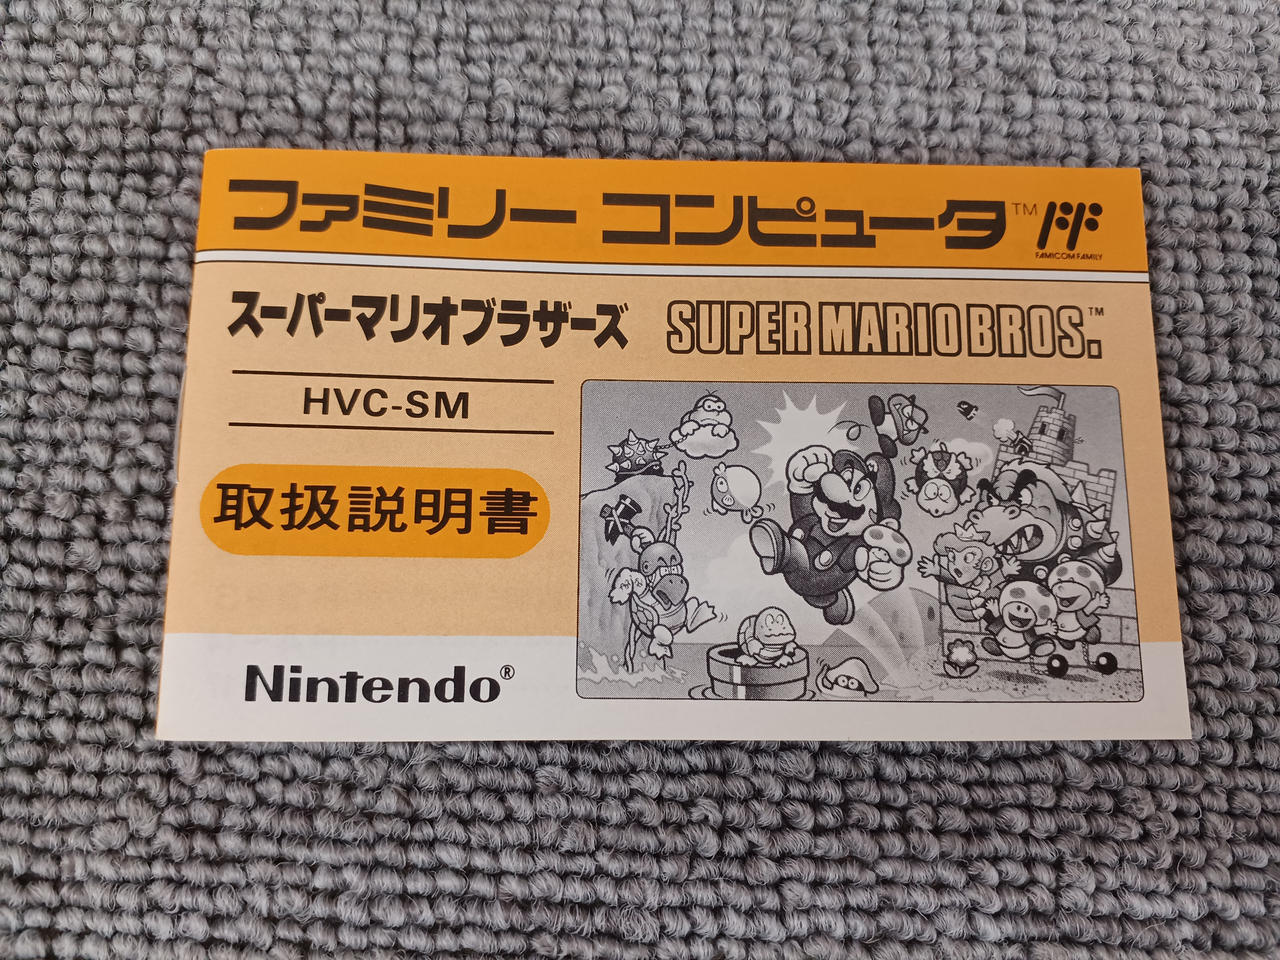 ファミリー コンピュータ™
FAMICOM FAMILY
スーパーマリオブラザーズ SUPER MARIO BROS.™
HVC-SM
取扱説明書
Nintendo®